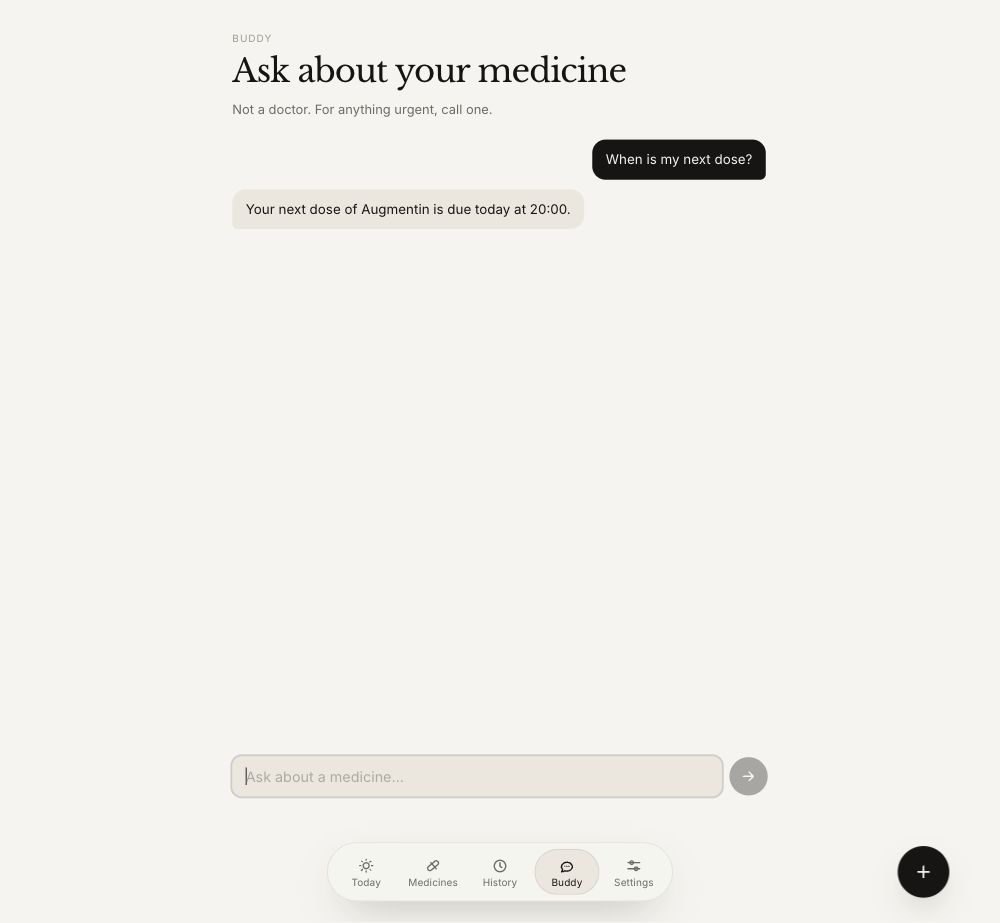 BUDDY
Ask about your medicine
Not a doctor. For anything urgent, call one.
When is my next dose?
Your next dose of Augmentin is due today at 20:00.
Ask about a medicine...
Today Medicines History Buddy Settings